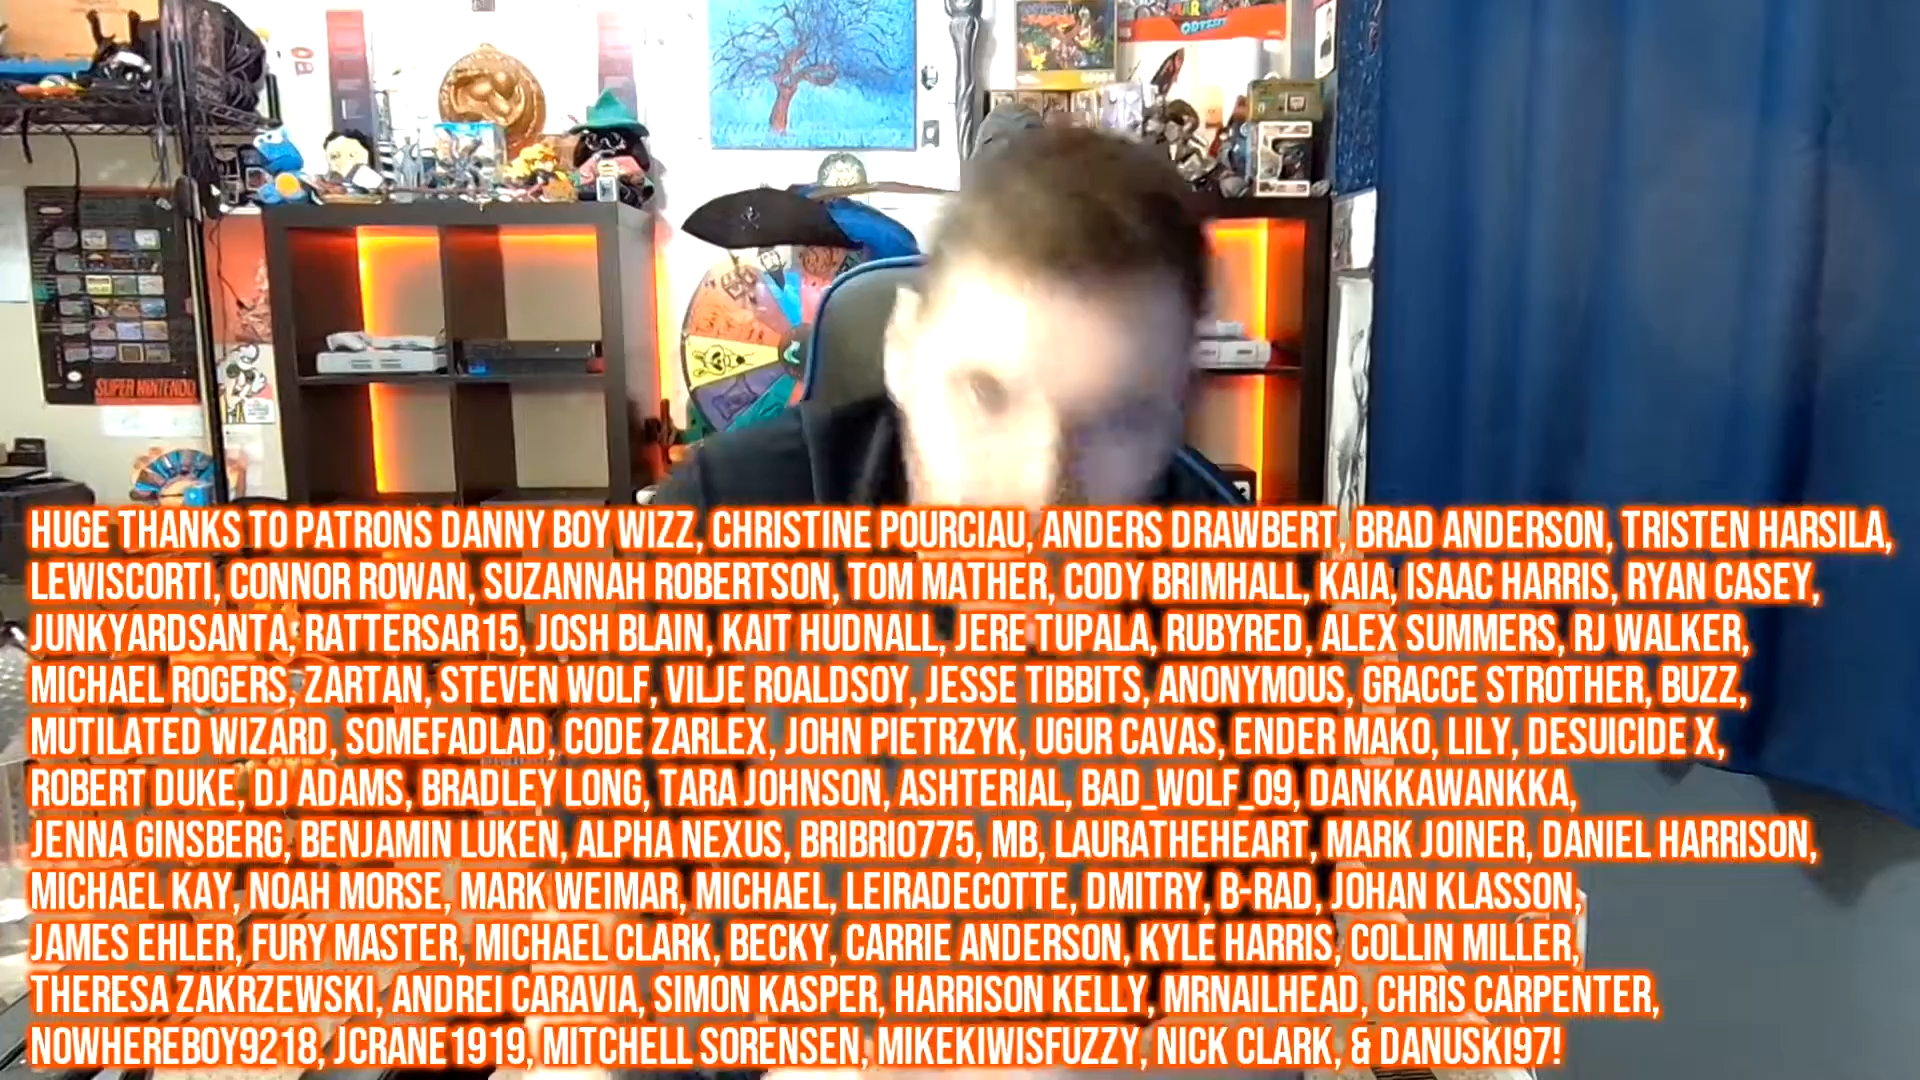 ODYSSEY
SUPER NINTENDO
HUGE THANKS TO PATRONS DANNY BOY WIZZ, CHRISTINE POURCIAU, ANDERS DRAWBERT, BRAD ANDERSON, TRISTEN HARSILA,
LEWISCORTI, CONNOR ROWAN, SUZANNAH ROBERTSON, TOM MATHER, CODY BRIMHALL, KAIA, ISAAC HARRIS, RYAN CASEY,
JUNKYARDSANTA, RATTERSAR15, JOSH BLAIN, KAIT HUDNALL, JERE TUPALA, RUBYRED, ALEX SUMMERS, RJ WALKER,
MICHAEL ROGERS, ZARTAN, STEVEN WOLF, VILJE ROALDSOY, JESSE TIBBITS, ANONYMOUS, GRACCE STROTHER, BUZZ,
MUTILATED WIZARD, SOMEFADLAD, CODE ZARLEX, JOHN PIETRZYK, UGUR CAVAS, ENDER MAKO, LILY, DESUICIDE X,
ROBERT DUKE, DJ ADAMS, BRADLEY LONG, TARA JOHNSON, ASHTERIAL, BAD_WOLF_09, DANKKAWANKKA,
JENNA GINSBERG, BENJAMIN LUKEN, ALPHA NEXUS, BRIBRI0775, MB, LAURATHEHEART, MARK JOINER, DANIEL HARRISON,
MICHAEL KAY, NOAH MORSE, MARK WEIMAR, MICHAEL, LEIRADECOTTE, DMITRY, B-RAD, JOHAN KLASSON,
JAMES EHLER, FURY MASTER, MICHAEL CLARK, BECKY, CARRIE ANDERSON, KYLE HARRIS, COLLIN MILLER,
THERESA ZAKRZEWSKI, ANDREI CARAVIA, SIMON KASPER, HARRISON KELLY, MRNAILHEAD, CHRIS CARPENTER,
NOWHEREBOY9218, JCRANE1919, MITCHELL SORENSEN, MIKEKIWISFUZZY, NICK CLARK, & DANUSKI97!